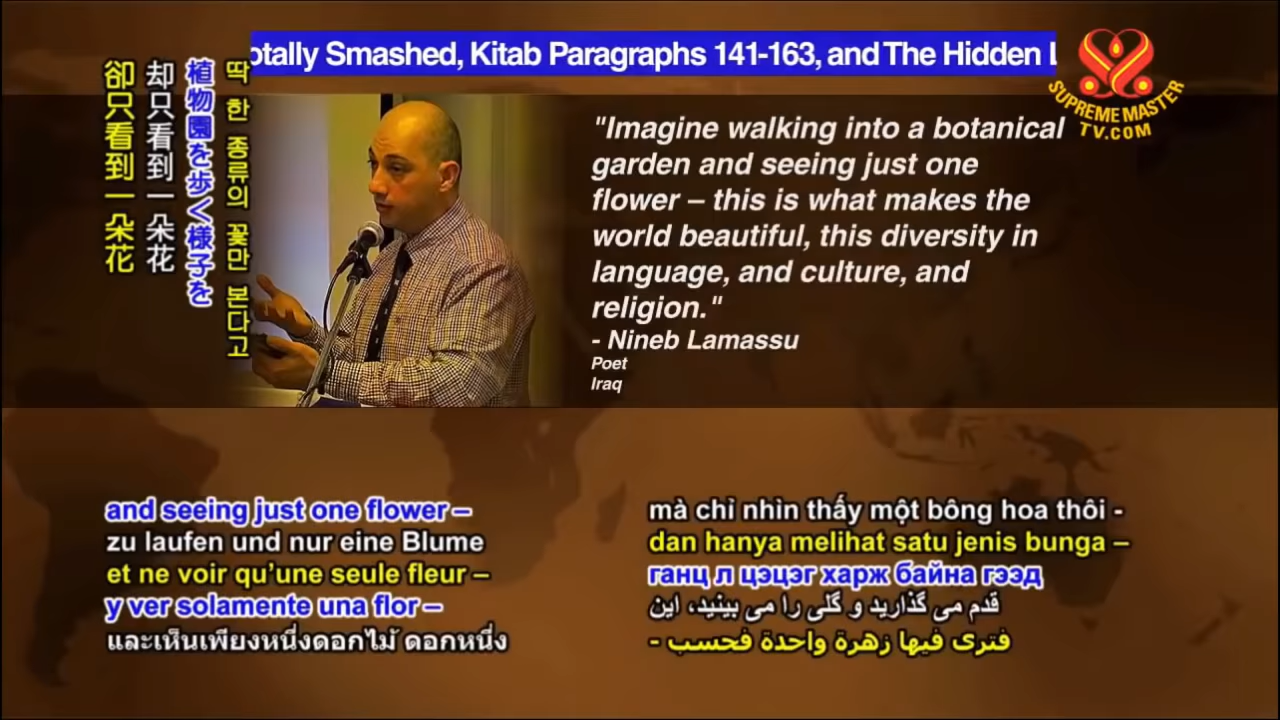 otally Smashed, Kitab Paragraphs 141-163, and The Hidden L
SUPREME MASTER
TV.COM
卻只看到一朵花
却只看到一朵花
植物園を歩く様子を
딱 한 종류의 꽃만 본다고
"Imagine walking into a botanical
garden and seeing just one
flower – this is what makes the
world beautiful, this diversity in
language, and culture, and
religion."
- Nineb Lamassu
Poet
Iraq
and seeing just one flower –
zu laufen und nur eine Blume
et ne voir qu'une seule fleur –
y ver solamente una flor –
และเห็นเพียงหนึ่งดอกไม้ ดอกหนึ่ง
mà chỉ nhìn thấy một bông hoa thôi -
dan hanya melihat satu jenis bunga –
ганц л цэцэг харж байна гээд
قدم می گذارید و گلی را می بینید، این
فترى فيها زهرة واحدة فحسب -